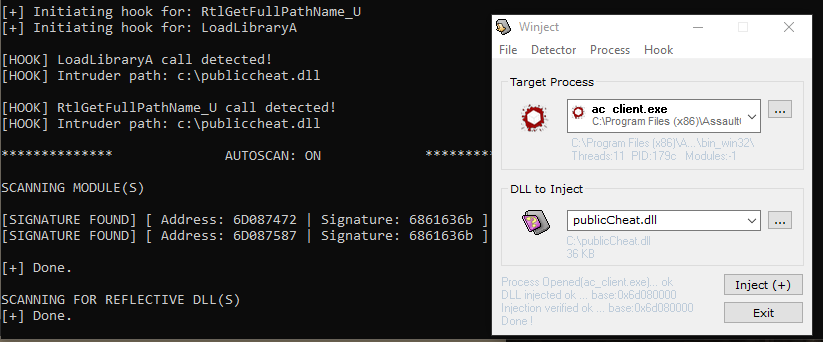 [+] Initiating hook for: RtlGetFullPathName_U
[+] Initiating hook for: LoadLibraryA
[HOOK] LoadLibraryA call detected!
[HOOK] Intruder path: c:\publiccheat.dll
[HOOK] RtlGetFullPathName_U call detected!
[HOOK] Intruder path: c:\publiccheat.dll
************** AUTOSCAN: ON *********
SCANNING MODULE(S)
[SIGNATURE FOUND] [ Address: 6D087472 | Signature: 6861636b ]
[SIGNATURE FOUND] [ Address: 6D087587 | Signature: 6861636b ]
[+] Done.
SCANNING FOR REFLECTIVE DLL(S)
[+] Done.
Winject
File Detector Process Hook
Target Process
ac_client.exe
C:\Program Files (x86)\Assault
...
C:\Program Files (x86)\A...\bin_win32\
Threads:11 PID:179c Modules:-1
DLL to Inject
publicCheat.dll
...
C:\publicCheat.dll
36 KB
Process Opened(ac_client.exe)... ok
DLL injected ok ... base:0x6d080000
Injection verified ok ... base:0x6d080000
Done !
Inject (+)
Exit